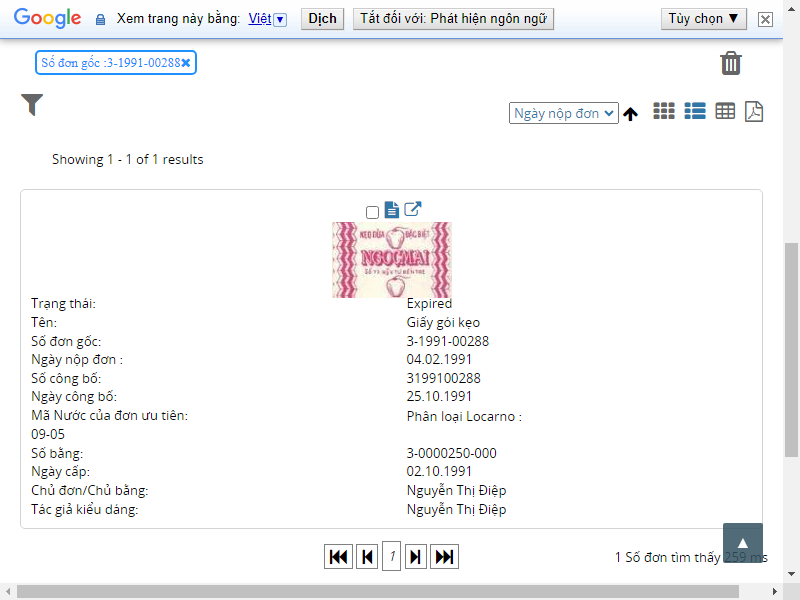 Google Xem trang này bằng: Việt Dịch Tắt đối với: Phát hiện ngôn ngữ Tùy chọn ▼
Số đơn gốc :3-1991-00288
Ngày nộp đơn
Showing 1 - 1 of 1 results
KẸO DỪA ĐẶC BIỆT
NGỌCMAI
BẾN TRE
Trạng thái: Expired
Tên: Giấy gói kẹo
Số đơn gốc: 3-1991-00288
Ngày nộp đơn : 04.02.1991
Số công bố: 3199100288
Ngày công bố: 25.10.1991
Mã Nước của đơn ưu tiên: Phân loại Locarno :
09-05
Số bằng: 3-0000250-000
Ngày cấp: 02.10.1991
Chủ đơn/Chủ bằng: Nguyễn Thị Điệp
Tác giả kiểu dáng: Nguyễn Thị Điệp
1 1 Số đơn tìm thấy 259 ms